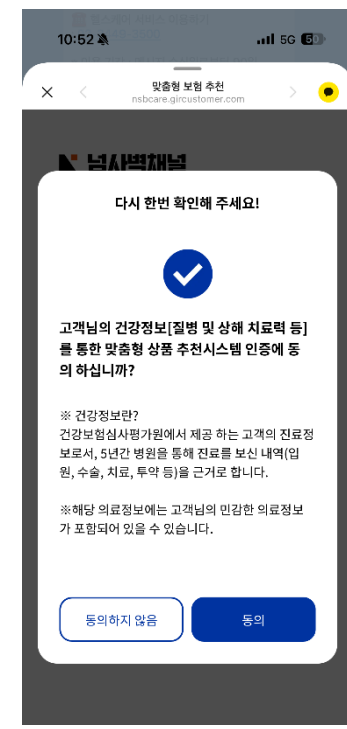 10:52
5G 50
맞춤형 보험 추천
nsbcare.gircustomer.com
넘사벽채널
다시 한번 확인해 주세요!
고객님의 건강정보[질병 및 상해 치료력 등]
를 통한 맞춤형 상품 추천시스템 인증에 동
의 하십니까?
※ 건강정보란?
건강보험심사평가원에서 제공 하는 고객의 진료정
보로서, 5년간 병원을 통해 진료를 보신 내역(입
원, 수술, 치료, 투약 등)을 근거로 합니다.
※해당 의료정보에는 고객님의 민감한 의료정보
가 포함되어 있을 수 있습니다.
동의하지 않음
동의